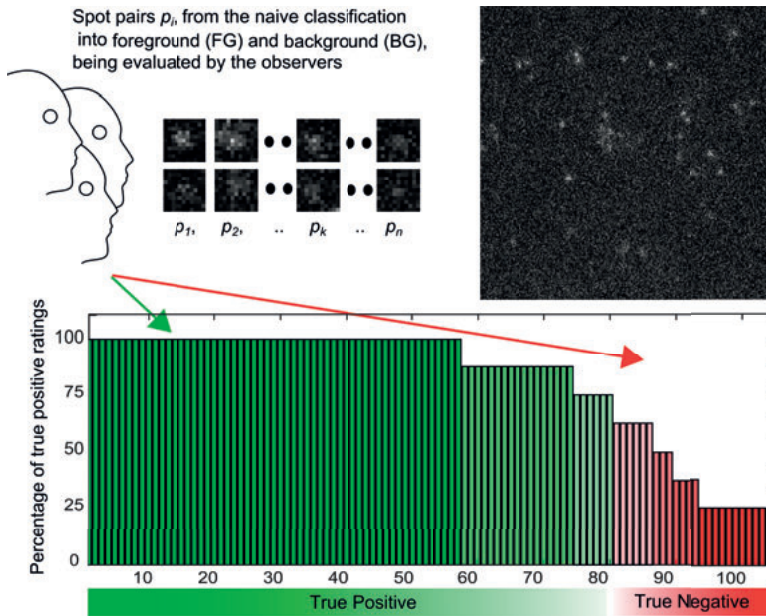 Spot pairs pi, from the naive classification
into foreground (FG) and background (BG),
being evaluated by the observers
p1, p2, .. pk .. pn
Percentage of true positive ratings
100
75
50
25
0
10 20 30 40 50 60 70 80 90 100
True Positive True Negative